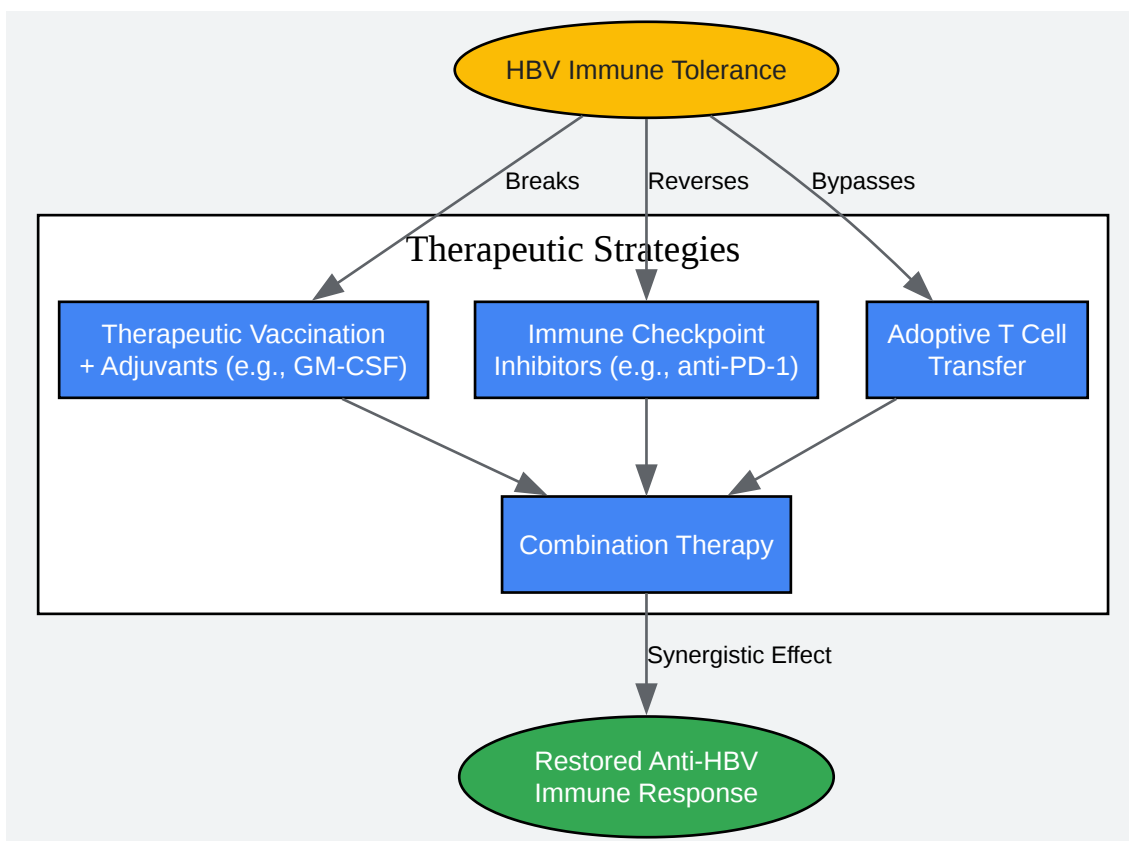 HBV Immune Tolerance
Breaks
Reverses
Bypasses
Therapeutic Strategies
Therapeutic Vaccination
+ Adjuvants (e.g., GM-CSF)
Immune Checkpoint
Inhibitors (e.g., anti-PD-1)
Adoptive T Cell
Transfer
Combination Therapy
Synergistic Effect
Restored Anti-HBV
Immune Response